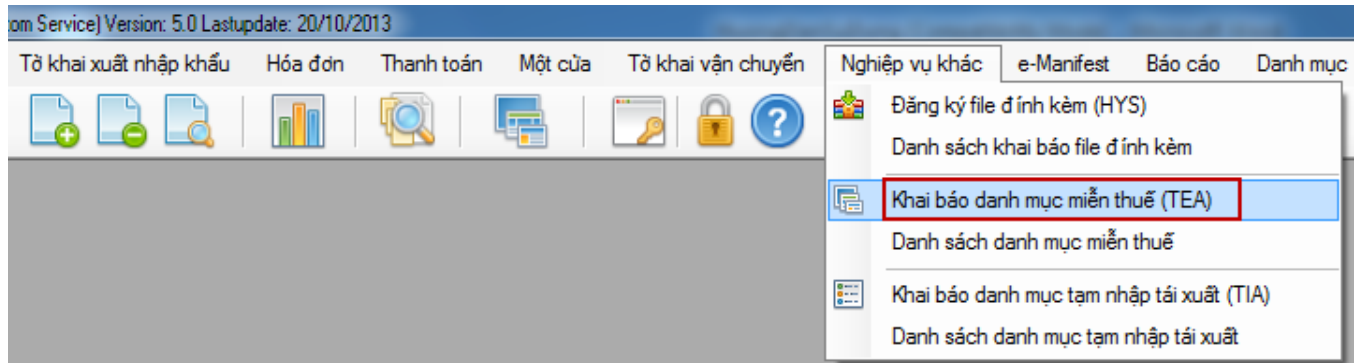 om Service) Version: 5.0 Lastupdate: 20/10/2013
Tờ khai xuất nhập khẩu Hóa đơn Thanh toán Một cửa Tờ khai vận chuyển Nghiệp vụ khác e-Manifest Báo cáo Danh mục
Đăng ký file đính kèm (HYS)
Danh sách khai báo file đính kèm
Khai báo danh mục miễn thuế (TEA)
Danh sách danh mục miễn thuế
Khai báo danh mục tạm nhập tái xuất (TIA)
Danh sách danh mục tạm nhập tái xuất